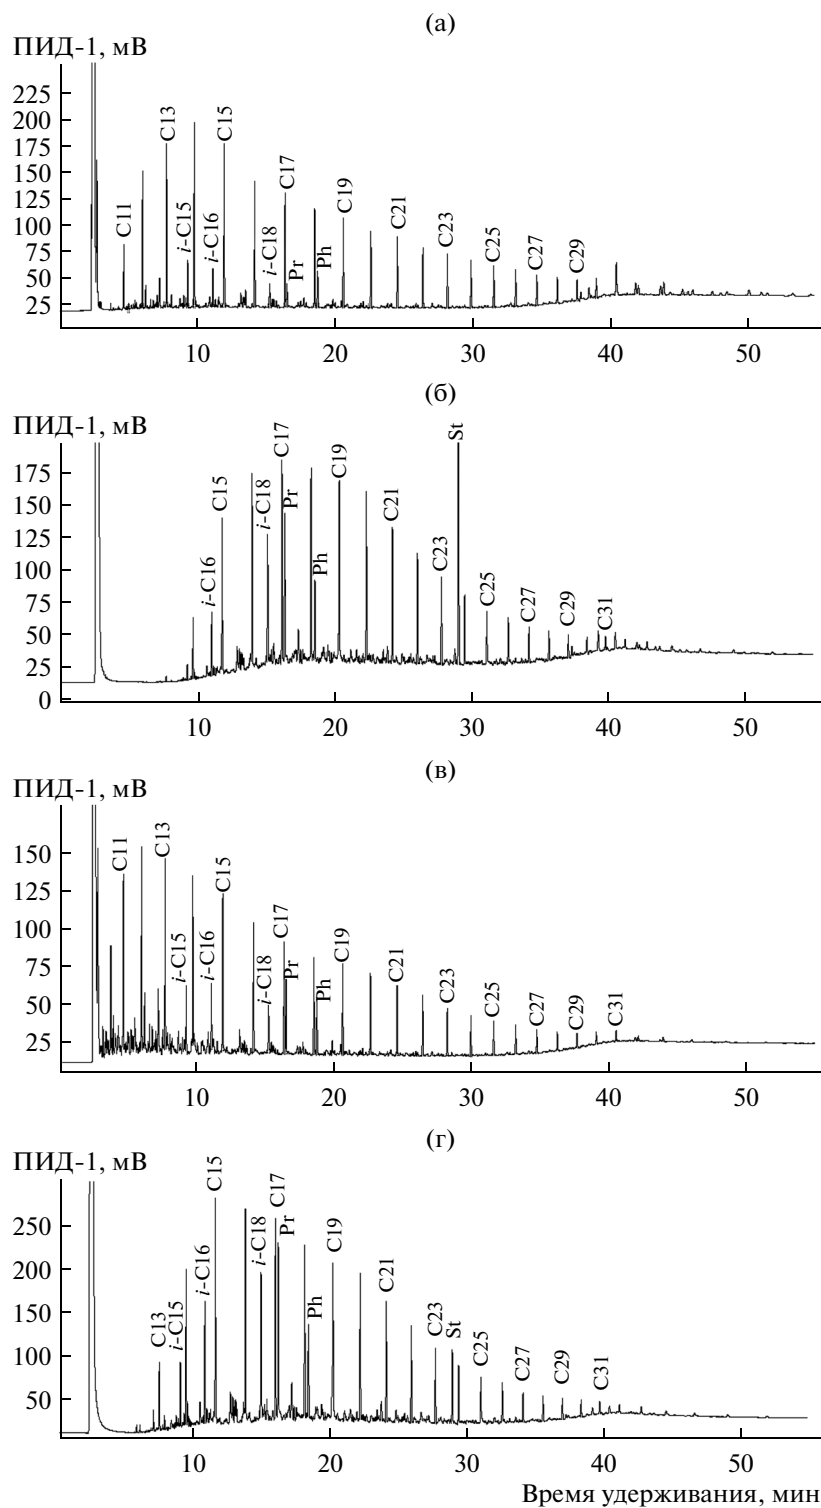 (а)
ПИД-1, мВ
225
200
175
150
125
100
75
50
25
C11
C13
i-C15
i-C16
C15
i-C18
C17
Pr
Ph
C19
C21
C23
C25
C27
C29
10 20 30 40 50
(б)
ПИД-1, мВ
175
150
125
100
75
50
25
0
i-C16
C15
i-C18
C17
Pr
Ph
C19
C21
C23
St
C25
C27
C29
C31
10 20 30 40 50
(в)
ПИД-1, мВ
150
125
100
75
50
25
C11
C13
i-C15
i-C16
C15
i-C18
C17
Pr
Ph
C19
C21
C23
C25
C27
C29
C31
10 20 30 40 50
(г)
ПИД-1, мВ
250
200
150
100
50
C13
i-C15
i-C16
C15
i-C18
C17
Pr
Ph
C19
C21
C23
St
C25
C27
C29
C31
10 20 30 40 50
Время удерживания, мин